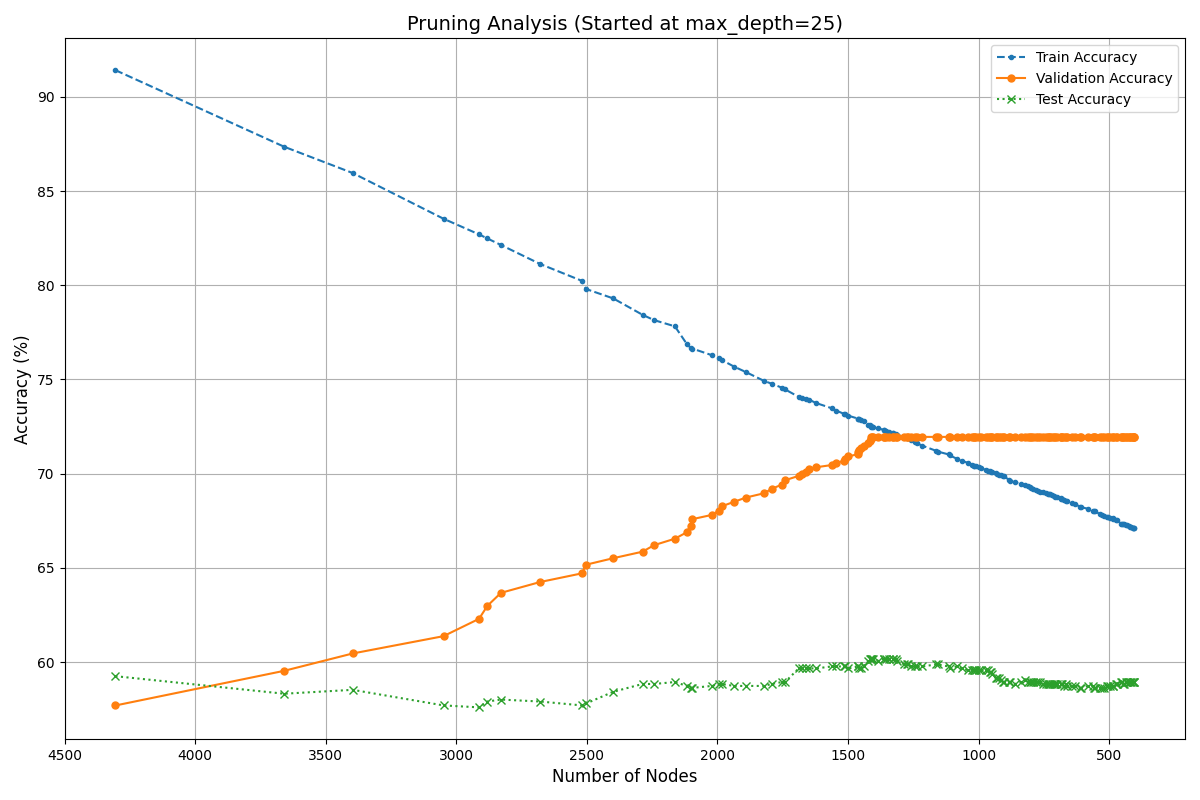 Pruning Analysis (Started at max_depth=25)
Train Accuracy
Validation Accuracy
Test Accuracy
Accuracy (%)
90
85
80
75
70
65
60
4500 4000 3500 3000 2500 2000 1500 1000 500
Number of Nodes